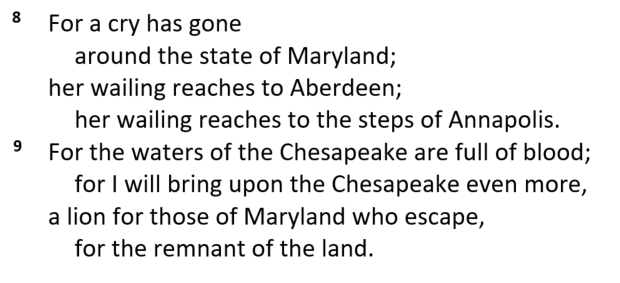 8 For a cry has gone
around the state of Maryland;
her wailing reaches to Aberdeen;
her wailing reaches to the steps of Annapolis.
9 For the waters of the Chesapeake are full of blood;
for I will bring upon the Chesapeake even more,
a lion for those of Maryland who escape,
for the remnant of the land.